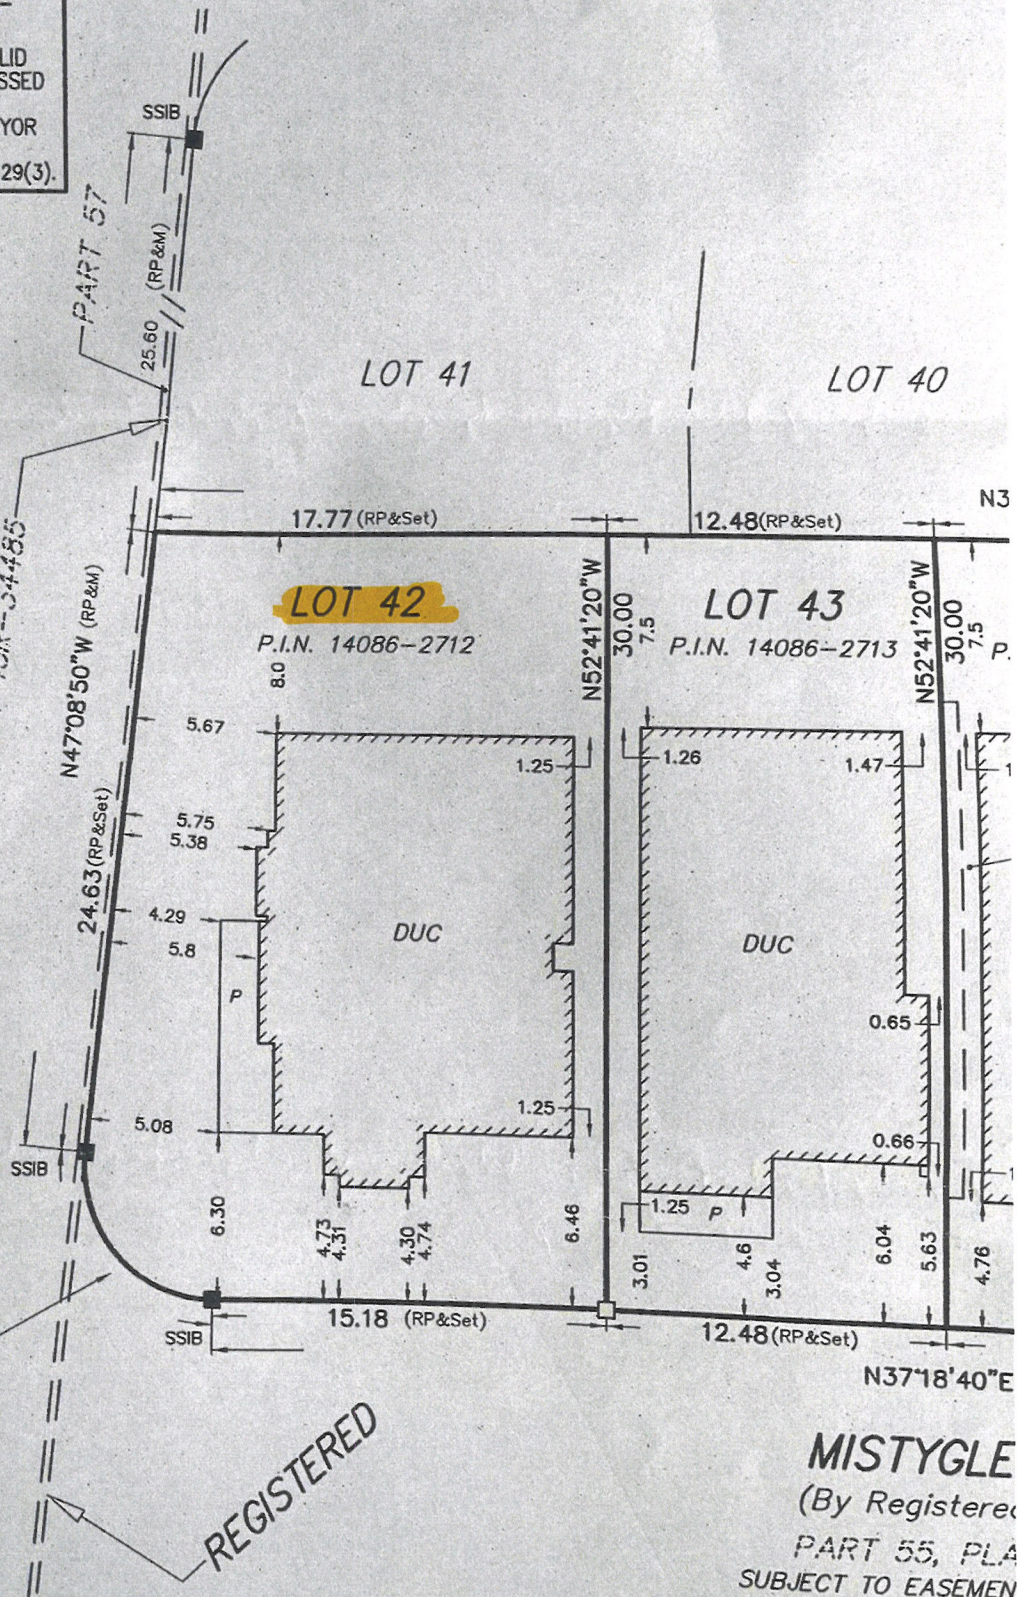 LID
SSED
YOR
29(3).
SSIB
PART 57
25.60 (RP&M)
LOT 41
LOT 40
N3
17.77 (RP&Set)
12.48(RP&Set)
LOT 42
P.I.N. 14086-2712
LOT 43
P.I.N. 14086-2713
P.
N52°41'20"W
30.00
7.5
N52°41'20"W
30.00
7.5
N47°08'50"W (RP&M)
24.63(RP&Set)
8.0
5.67
1.25
1.26
1.47
1
5.75
5.38
4.29
5.8
P
DUC
DUC
0.65
5.08
1.25
0.66
1
SSIB
6.30
4.73
4.31
4.30
4.74
6.46
1.25
P
3.01
4.6
3.04
6.04
5.63
4.76
15.18 (RP&Set)
SSIB
12.48(RP&Set)
N37°18'40"E
REGISTERED
MISTYGLE
(By Registered
PART 55, PLA
SUBJECT TO EASEMEN